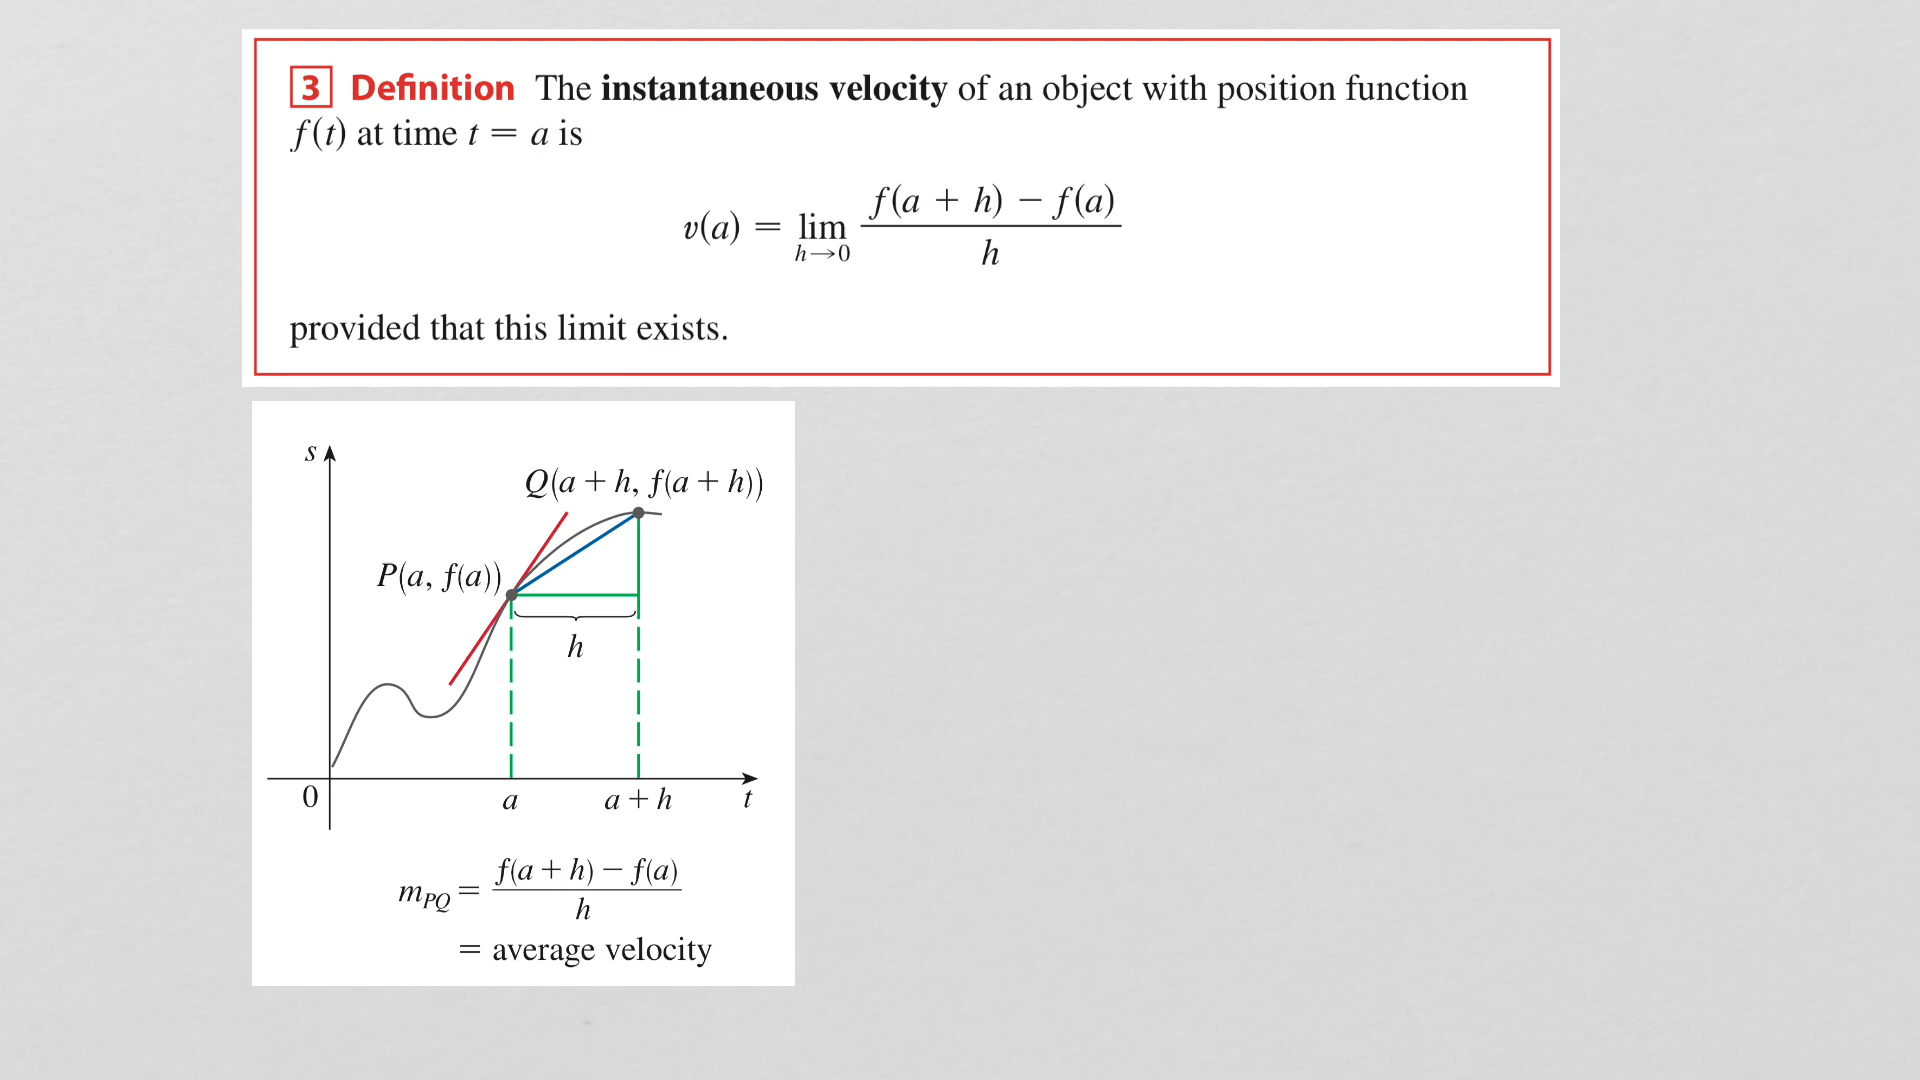 3 Definition The instantaneous velocity of an object with position function
f(t) at time t = a is
v(a) = lim h→0 f(a + h) − f(a) / h
provided that this limit exists.
s
Q(a + h, f(a + h))
P(a, f(a))
h
0 a a + h t
mPQ = f(a + h) − f(a) / h
= average velocity